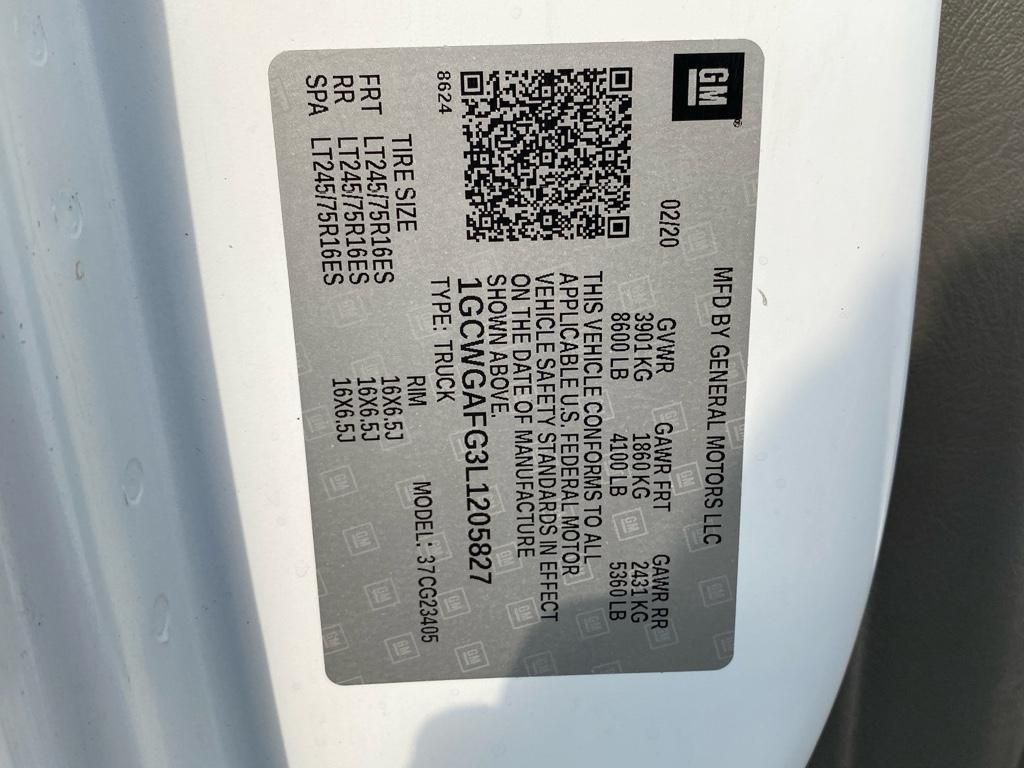 GM
MFD BY GENERAL MOTORS LLC
02/20 GVWR GAWR FRT GAWR RR
3901 KG 1860 KG 2431 KG
8600 LB 4100 LB 5360 LB
THIS VEHICLE CONFORMS TO ALL
APPLICABLE U.S. FEDERAL MOTOR
VEHICLE SAFETY STANDARDS IN EFFECT
ON THE DATE OF MANUFACTURE
SHOWN ABOVE.
1GCWGAFG3L1205827
8624 TYPE: TRUCK MODEL: 37CG23405
TIRE SIZE RIM
FRT LT245/75R16ES 16X6.5J
RR LT245/75R16ES 16X6.5J
SPA LT245/75R16ES 16X6.5J